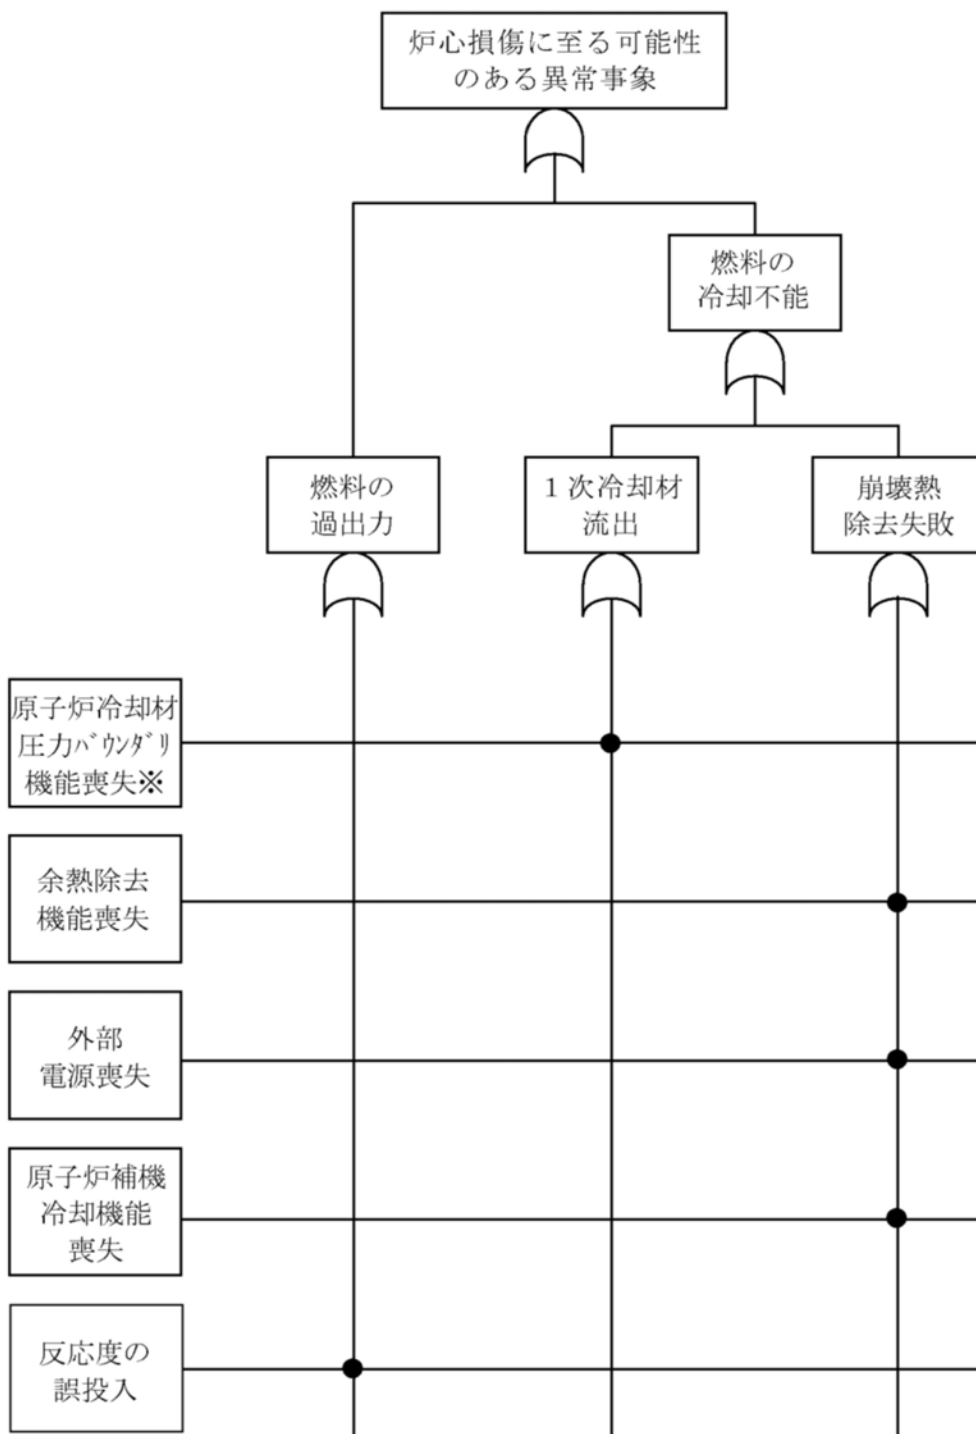 炉心損傷に至る可能性
のある異常事象
燃料の
冷却不能
燃料の
過出力
1次冷却材
流出
崩壊熱
除去失敗
原子炉冷却材
圧力ﾊﾞｳﾝﾀﾞﾘ
機能喪失※
余熱除去
機能喪失
外部
電源喪失
原子炉補機
冷却機能
喪失
反応度の
誤投入